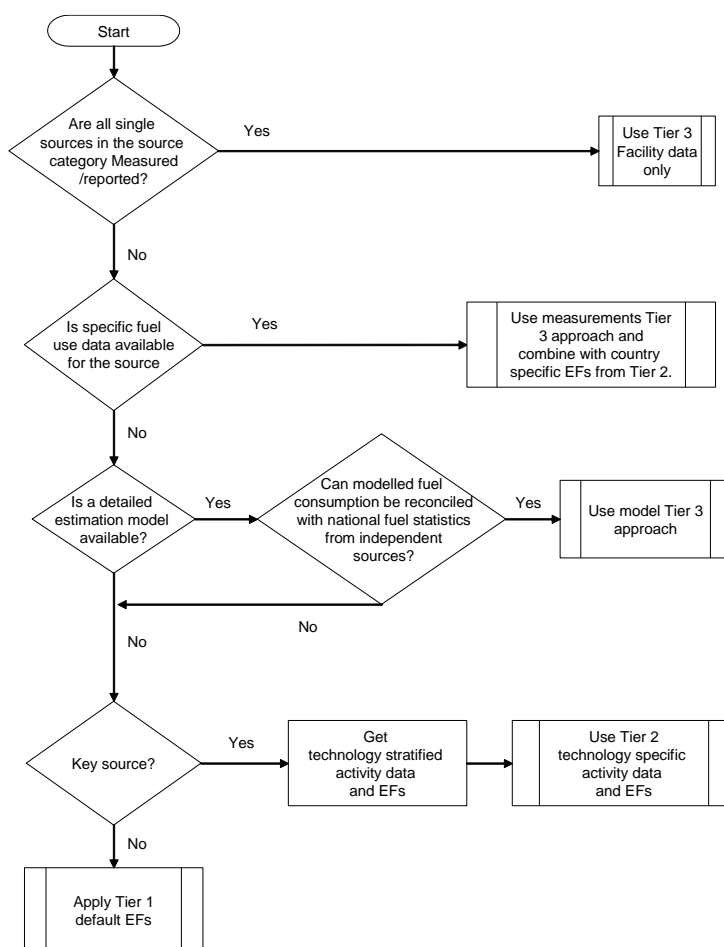 Start
Are all single
sources in the source
category Measured
/reported?
Yes
Use Tier 3
Facility data
only
No
Is specific fuel
use data available
for the source
Yes
Use measurements Tier
3 approach and
combine with country
specific EFs from Tier 2.
No
Is a detailed
estimation model
available?
Yes
Can modelled fuel
consumption be reconciled
with national fuel statistics
from independent
sources?
Yes
Use model Tier 3
approach
No
No
Key source?
Yes
Get
technology stratified
activity data
and EFs
Use Tier 2
technology specific
activity data
and EFs
No
Apply Tier 1
default EFs